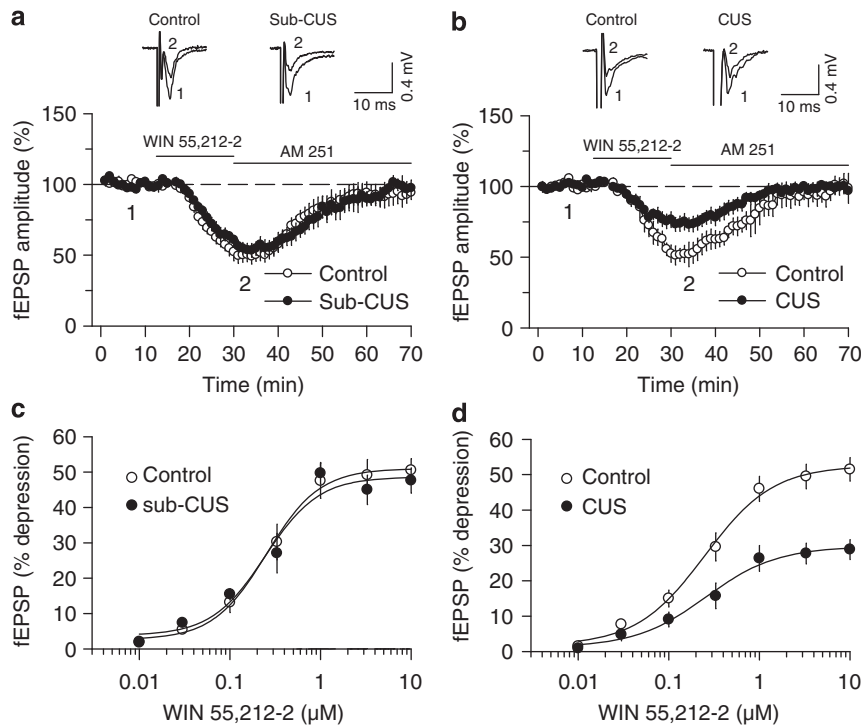 a
Control
Sub-CUS
2
1
10 ms
0.4 mV
WIN 55,212-2
AM 251
fEPSP amplitude (%)
150
100
50
25
0
1
2
Control
Sub-CUS
0 10 20 30 40 50 60 70
Time (min)
b
Control
CUS
2
1
10 ms
0.4 mV
WIN 55,212-2
AM 251
fEPSP amplitude (%)
150
100
50
25
0
1
2
Control
CUS
0 10 20 30 40 50 60 70
Time (min)
c
fEPSP (% depression)
60
50
40
30
20
10
0
Control
sub-CUS
0.01 0.1 1 10
WIN 55,212-2 (μM)
d
fEPSP (% depression)
60
50
40
30
20
10
0
Control
CUS
0.01 0.1 1 10
WIN 55,212-2 (μM)